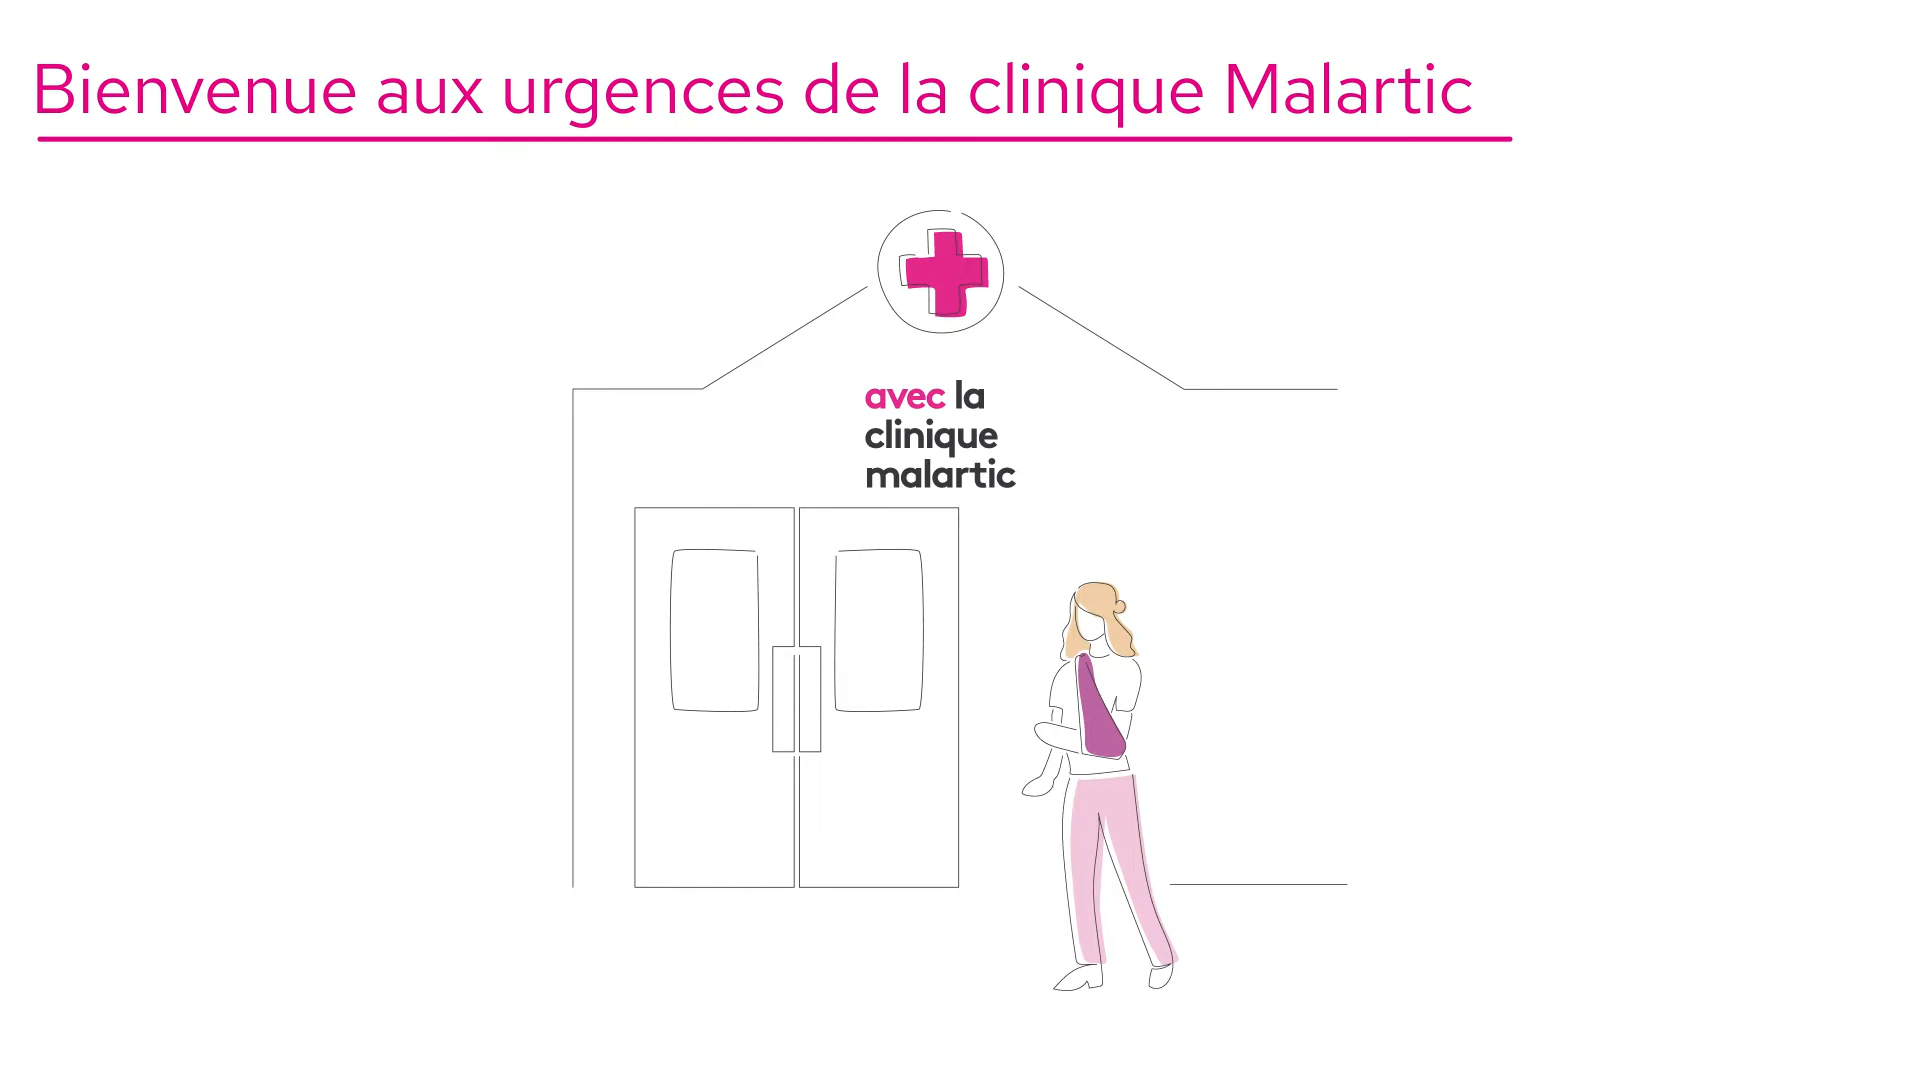 Bienvenue aux urgences de la clinique Malartic
avec la
clinique
malartic